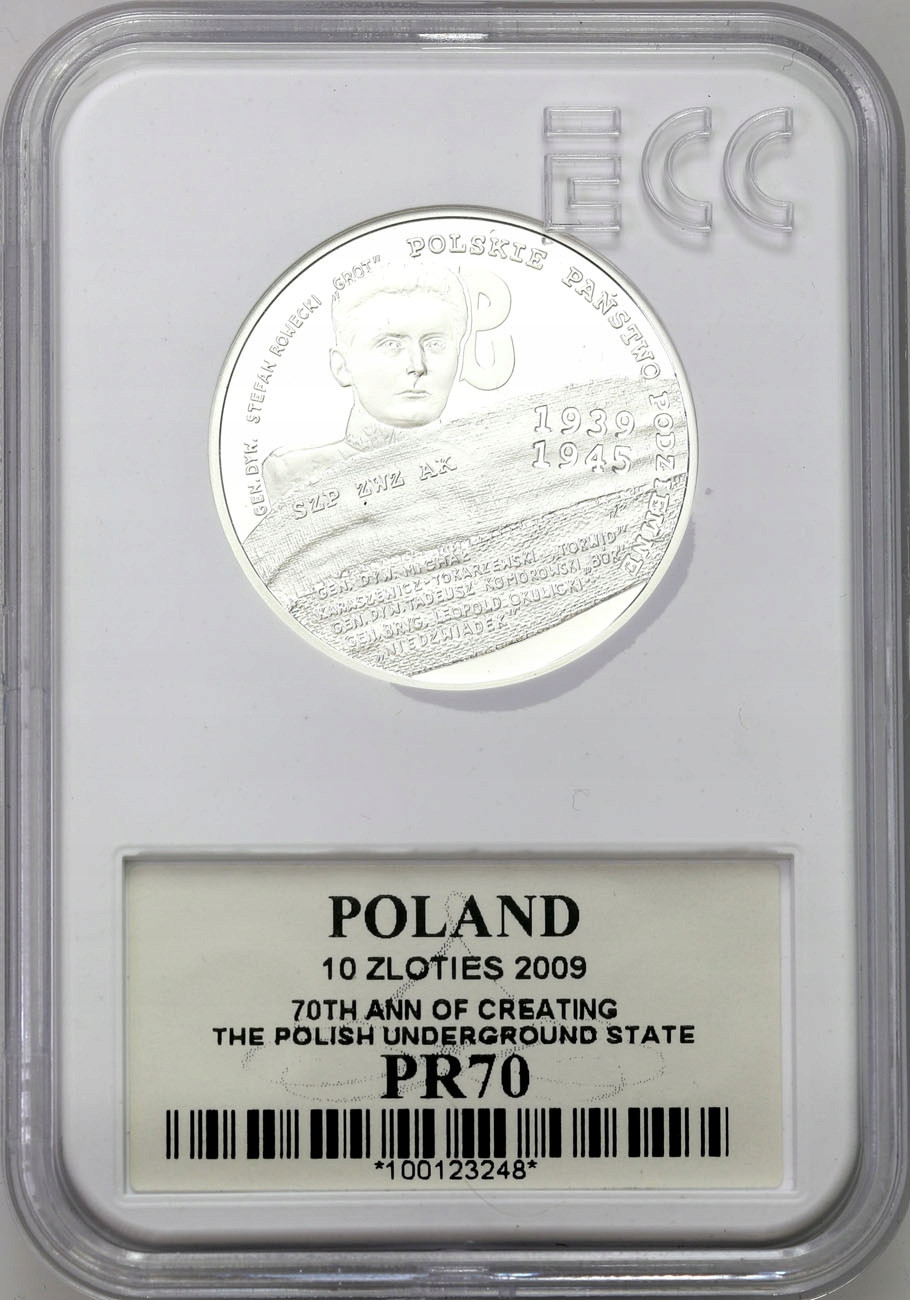 ECC
POLSKIE PAŃSTWO PODZIEMNE
GEN. DYW. STEFAN ROWECKI „GROT”
1939
1945
SZP ZWZ AK
GEN. DYW. MICHAŁ
KARASZEWICZ-TOKARZEWSKI „TORWID”
GEN. DYW. TADEUSZ KOMOROWSKI „BÓR”
GEN. BRYG. LEOPOLD OKULICKI
„NIEDŹWIADEK”
POLAND
10 ZLOTIES 2009
70TH ANN OF CREATING
THE POLISH UNDERGROUND STATE
PR70
*100123248*